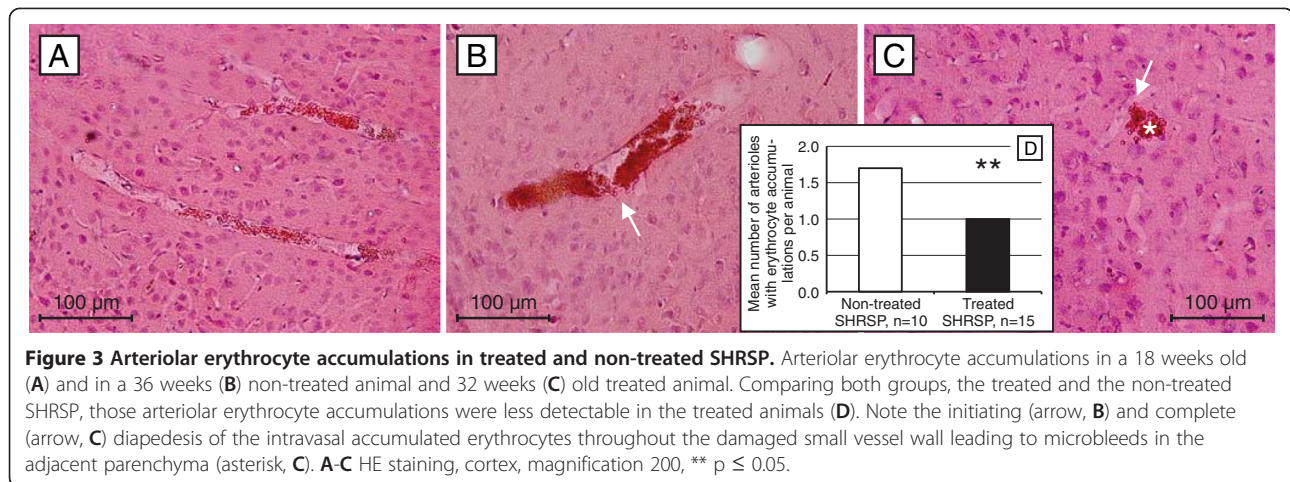 A
B
C
D
100 µm
100 µm
100 µm
Mean number of arterioles
with erythrocyte accumu-
lations per animal
2.0
1.5
1.0
0.5
0.0
**
Non-treated
SHRSP, n=10
Treated
SHRSP, n=15
*
Figure 3 Arteriolar erythrocyte accumulations in treated and non-treated SHRSP. Arteriolar erythrocyte accumulations in a 18 weeks old
(A) and in a 36 weeks (B) non-treated animal and 32 weeks (C) old treated animal. Comparing both groups, the treated and the non-treated
SHRSP, those arteriolar erythrocyte accumulations were less detectable in the treated animals (D). Note the initiating (arrow, B) and complete
(arrow, C) diapedesis of the intravasal accumulated erythrocytes throughout the damaged small vessel wall leading to microbleeds in the
adjacent parenchyma (asterisk, C). A-C HE staining, cortex, magnification 200, ** p ≤ 0.05.